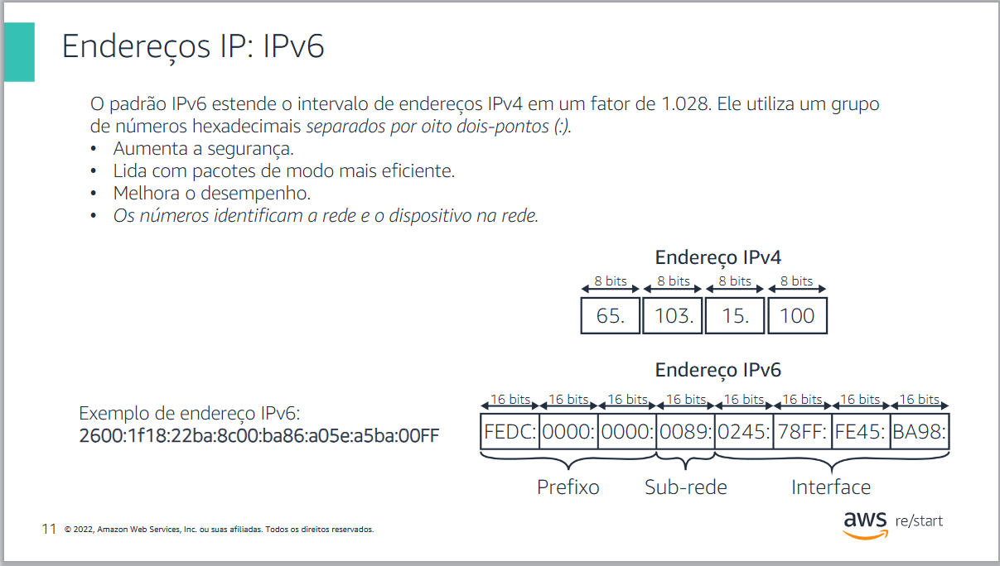 Endereços IP: IPv6
O padrão IPv6 estende o intervalo de endereços IPv4 em um fator de 1.028. Ele utiliza um grupo
de números hexadecimais separados por oito dois-pontos (:).
• Aumenta a segurança.
• Lida com pacotes de modo mais eficiente.
• Melhora o desempenho.
• Os números identificam a rede e o dispositivo na rede.
Endereço IPv4
8 bits 8 bits 8 bits 8 bits
65. 103. 15. 100
Endereço IPv6
16 bits 16 bits 16 bits 16 bits 16 bits 16 bits 16 bits 16 bits
FEDC: 0000: 0000: 0089: 0245: 78FF: FE45: BA98:
Prefixo Sub-rede Interface
Exemplo de endereço IPv6:
2600:1f18:22ba:8c00:ba86:a05e:a5ba:00FF
11 © 2022, Amazon Web Services, Inc. ou suas afiliadas. Todos os direitos reservados.
aws re/start